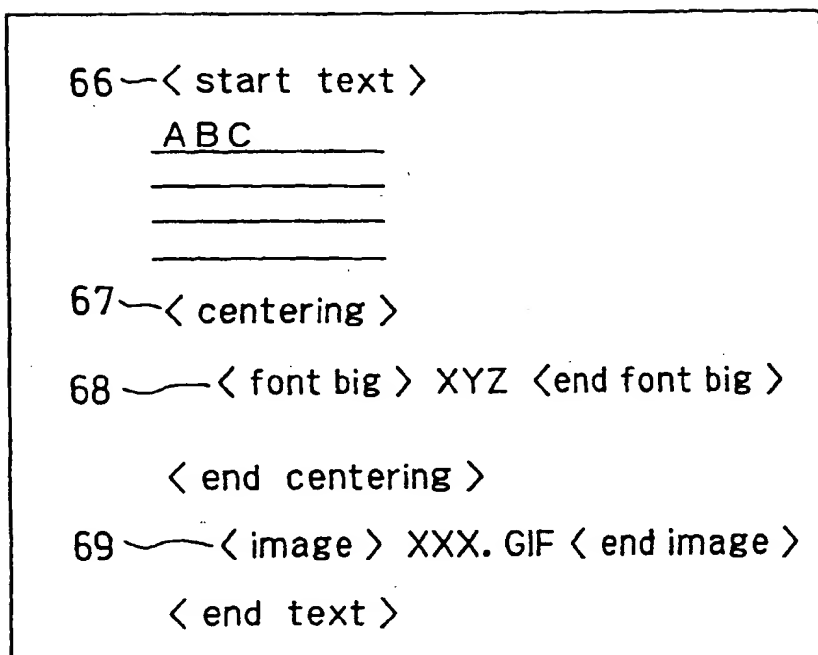 66 < start text >
ABC
67 < centering >
68 < font big > XYZ <end font big >
< end centering >
69 < image > XXX. GIF < end image >
< end text >